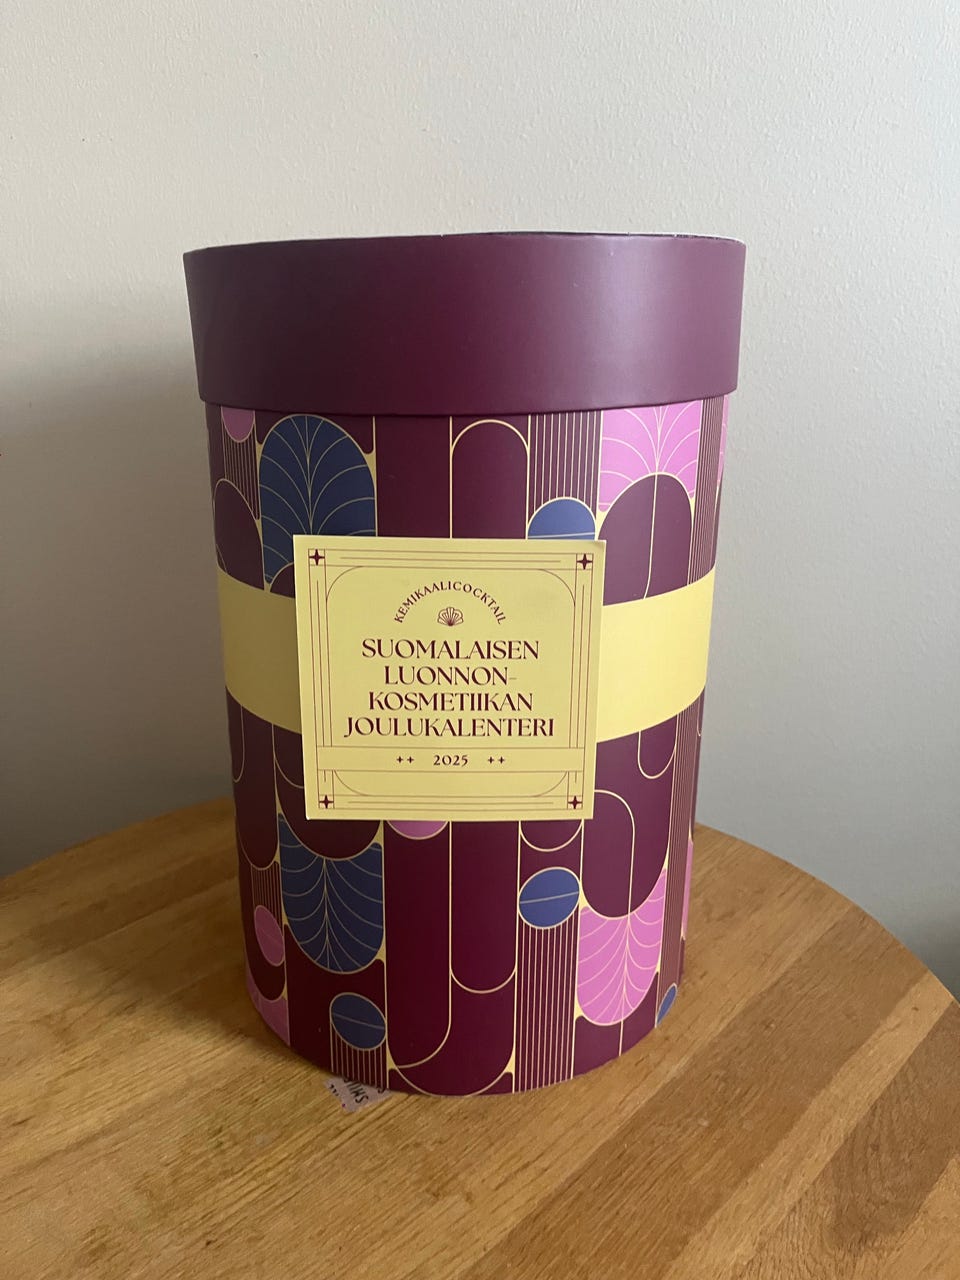 KEMIKAALICOCKTAIL
SUOMALAISEN
LUONNON-
KOSMETIIKAN
JOULUKALENTERI
++ 2025 ++